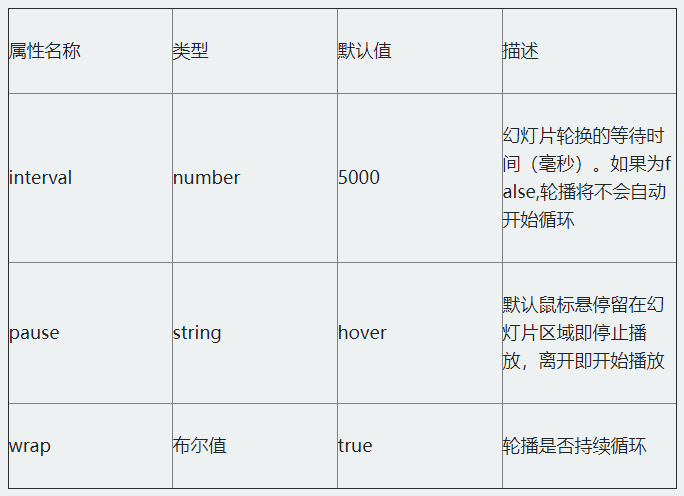 属性名称 类型 默认值 描述
interval number 5000 幻灯片轮换的等待时
间（毫秒）。如果为f
alse,轮播将不会自动
开始循环
pause string hover 默认鼠标悬停留在幻
灯片区域即停止播
放，离开即开始播放
wrap 布尔值 true 轮播是否持续循环